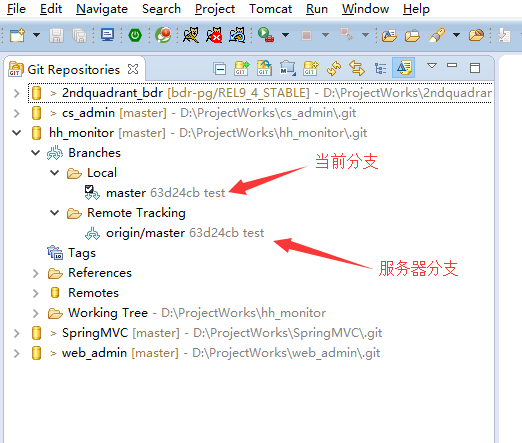 File Edit Navigate Search Project Tomcat Run Window Help
Git Repositories
> 2ndquadrant_bdr [bdr-pg/REL9_4_STABLE] - D:\ProjectWorks\2ndquadran
> cs_admin [master] - D:\ProjectWorks\cs_admin\.git
hh_monitor [master] - D:\ProjectWorks\hh_monitor\.git
Branches
当前分支
Local
master 63d24cb test
Remote Tracking
origin/master 63d24cb test
Tags
服务器分支
References
Remotes
Working Tree - D:\ProjectWorks\hh_monitor
> SpringMVC [master] - D:\ProjectWorks\SpringMVC\.git
> web_admin [master] - D:\ProjectWorks\web_admin\.git